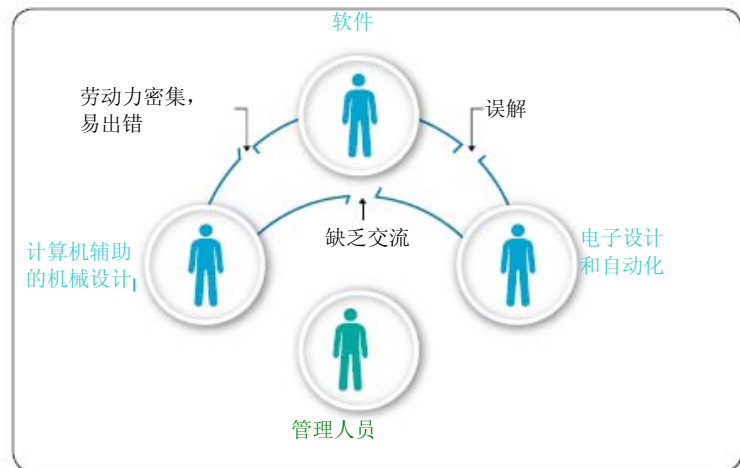 软件
劳动力密集，
易出错
误解
缺乏交流
计算机辅助
的机械设计
电子设计
和自动化
管理人员